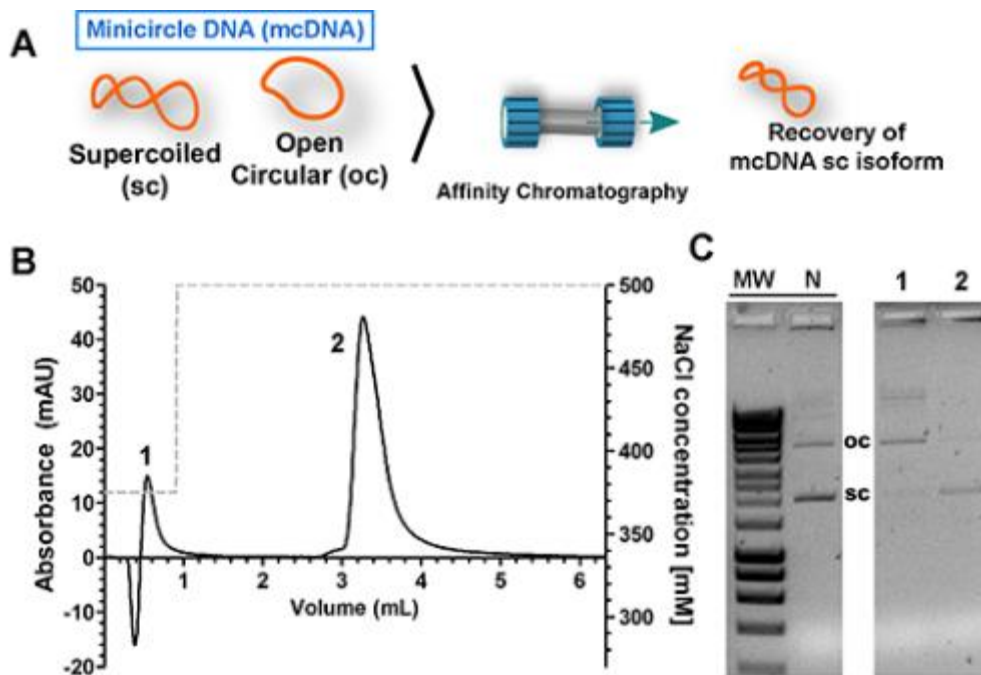 A
Minicircle DNA (mcDNA)
Supercoiled
(sc)
Open
Circular (oc)
Affinity Chromatography
Recovery of
mcDNA sc isoform
B
Absorbance (mAU)
50
40
30
20
10
0
-10
-20
1
2
1 2 3 4 5 6
Volume (mL)
500
450
400
350
300
NaCl concentration [mM]
C
MW N 1 2
oc
sc